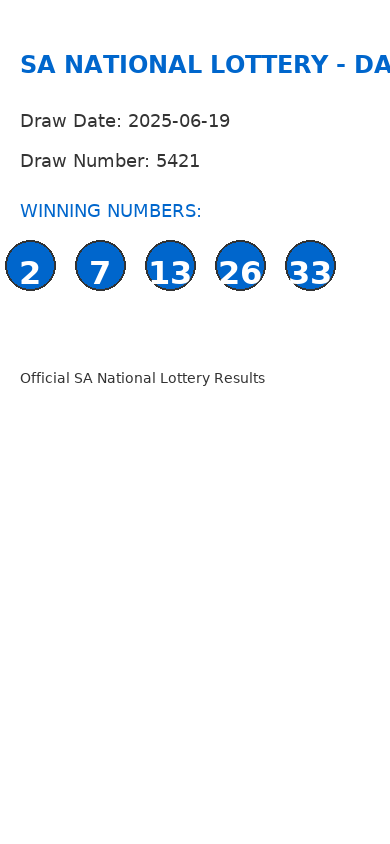 SA NATIONAL LOTTERY - DA
Draw Date: 2025-06-19
Draw Number: 5421
WINNING NUMBERS:
2 7 13 26 33
Official SA National Lottery Results